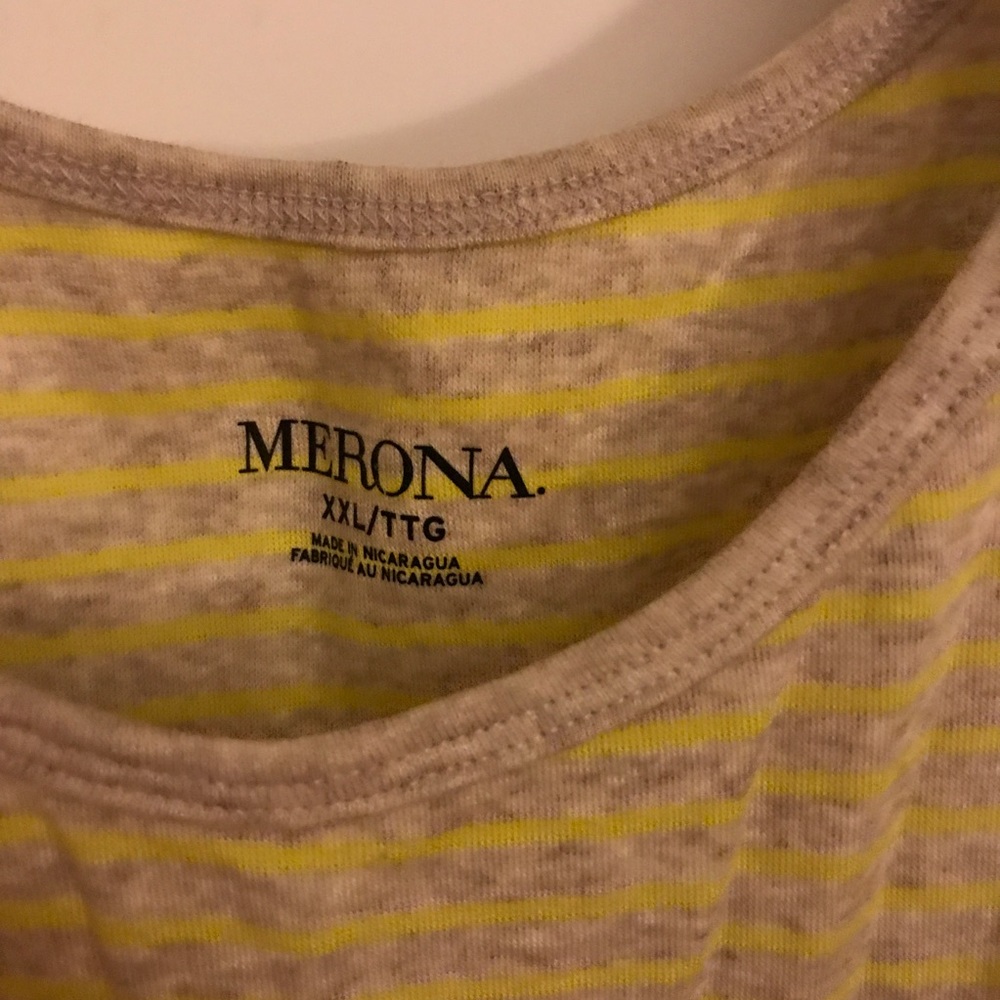 MERONA.
XXL/TTG
MADE IN NICARAGUA
FABRIQUÉ AU NICARAGUA